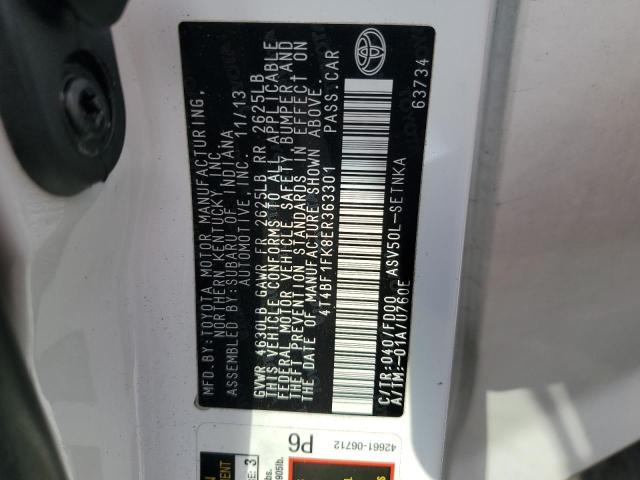 MFD.BY:TOYOTA MOTOR MANUFACTURING,
NORTHERN KENTUCKY, INC.
ASSEMBLED BY:SUBARU OF INDIANA
AUTOMOTIVE, INC. 11/13
GVWR 4630LB GAWR FR 2625LB RR 2625LB
THIS VEHICLE CONFORMS TO ALL APPLICABLE
FEDERAL MOTOR VEHICLE SAFETY, BUMPER, AND
THEFT PREVENTION STANDARDS IN EFFECT ON
THE DATE OF MANUFACTURE SHOWN ABOVE.
4T4BF1FK8ER363301 PASS. CAR
C/TR:040/FD00 ASV50L-SETNKA
A/TM:-01A/U760E 63734
P6 42661-06712